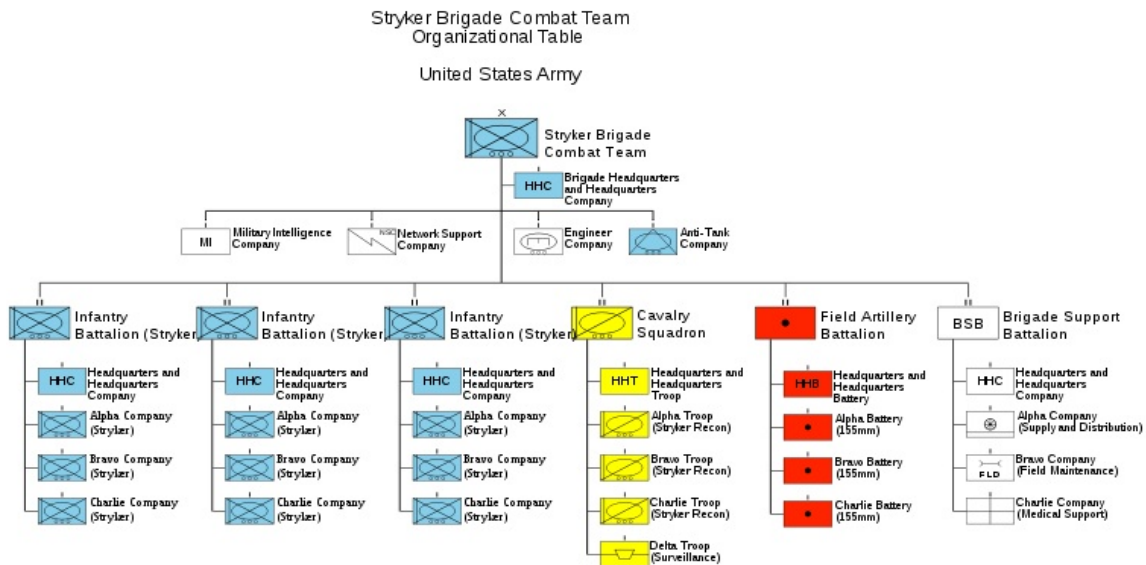 Stryker Brigade Combat Team
Organizational Table
United States Army
Stryker Brigade
Combat Team
HHC
Brigade Headquarters
and Headquarters
Company
MI
Military Intelligence
Company
NSC
Network Support
Company
Engineer
Company
Anti-Tank
Company
Infantry
Battalion (Stryker)
Infantry
Battalion (Stryker)
Infantry
Battalion (Stryker)
Cavalry
Squadron
Field Artillery
Battalion
BSB
Brigade Support
Battalion
HHC
Headquarters and
Headquarters
Company
Alpha Company
(Stryker)
Bravo Company
(Stryker)
Charlie Company
(Stryker)
HHC
Headquarters and
Headquarters
Company
Alpha Company
(Stryker)
Bravo Company
(Stryker)
Charlie Company
(Stryker)
HHC
Headquarters and
Headquarters
Company
Alpha Company
(Stryker)
Bravo Company
(Stryker)
Charlie Company
(Stryker)
HHT
Headquarters and
Headquarters
Troop
Alpha Troop
(Stryker Recon)
Bravo Troop
(Stryker Recon)
Charlie Troop
(Stryker Recon)
Delta Troop
(Surveillance)
HHB
Headquarters and
Headquarters
Battery
Alpha Battery
(155mm)
Bravo Battery
(155mm)
Charlie Battery
(155mm)
HHC
Headquarters and
Headquarters
Company
Alpha Company
(Supply and Distribution)
FLD
Bravo Company
(Field Maintenance)
Charlie Company
(Medical Support)